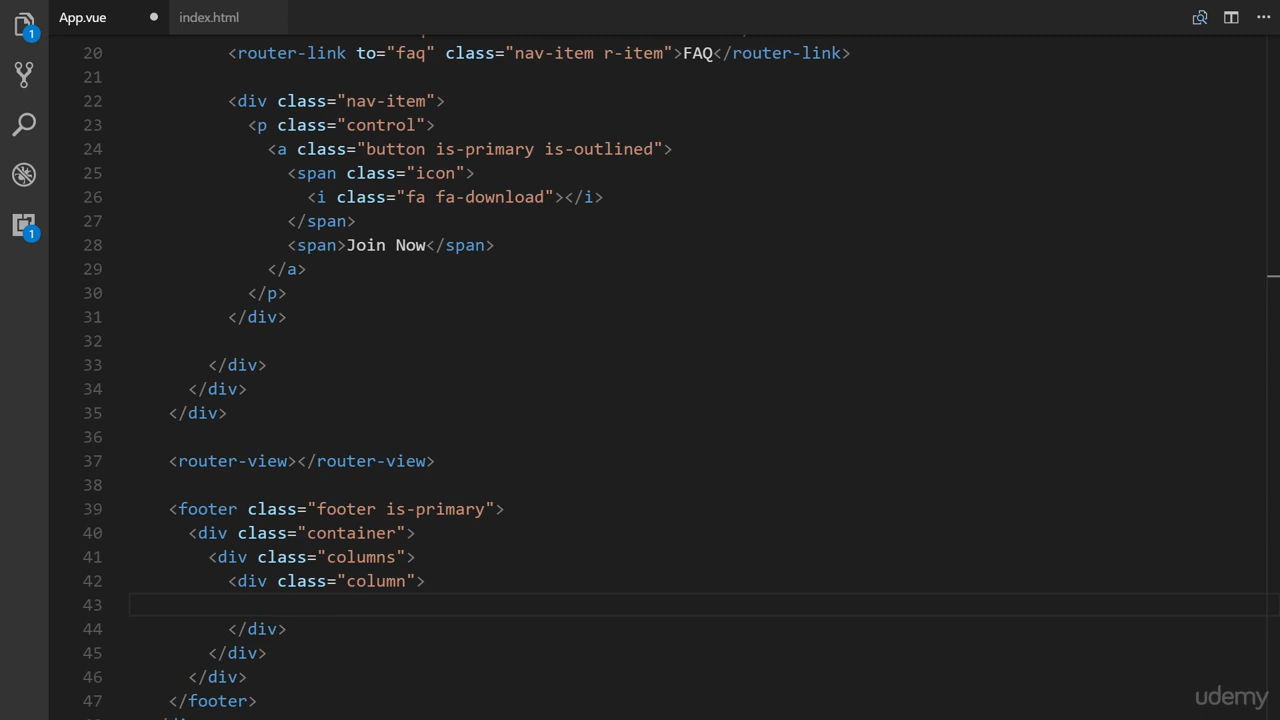 App.vue
index.html
20 <router-link to="faq" class="nav-item r-item">FAQ</router-link>
21
22 <div class="nav-item">
23 <p class="control">
24 <a class="button is-primary is-outlined">
25 <span class="icon">
26 <i class="fa fa-download"></i>
27 </span>
28 <span>Join Now</span>
29 </a>
30 </p>
31 </div>
32
33 </div>
34 </div>
35 </div>
36
37 <router-view></router-view>
38
39 <footer class="footer is-primary">
40 <div class="container">
41 <div class="columns">
42 <div class="column">
43
44 </div>
45 </div>
46 </div>
47 </footer>
1
1
udemy